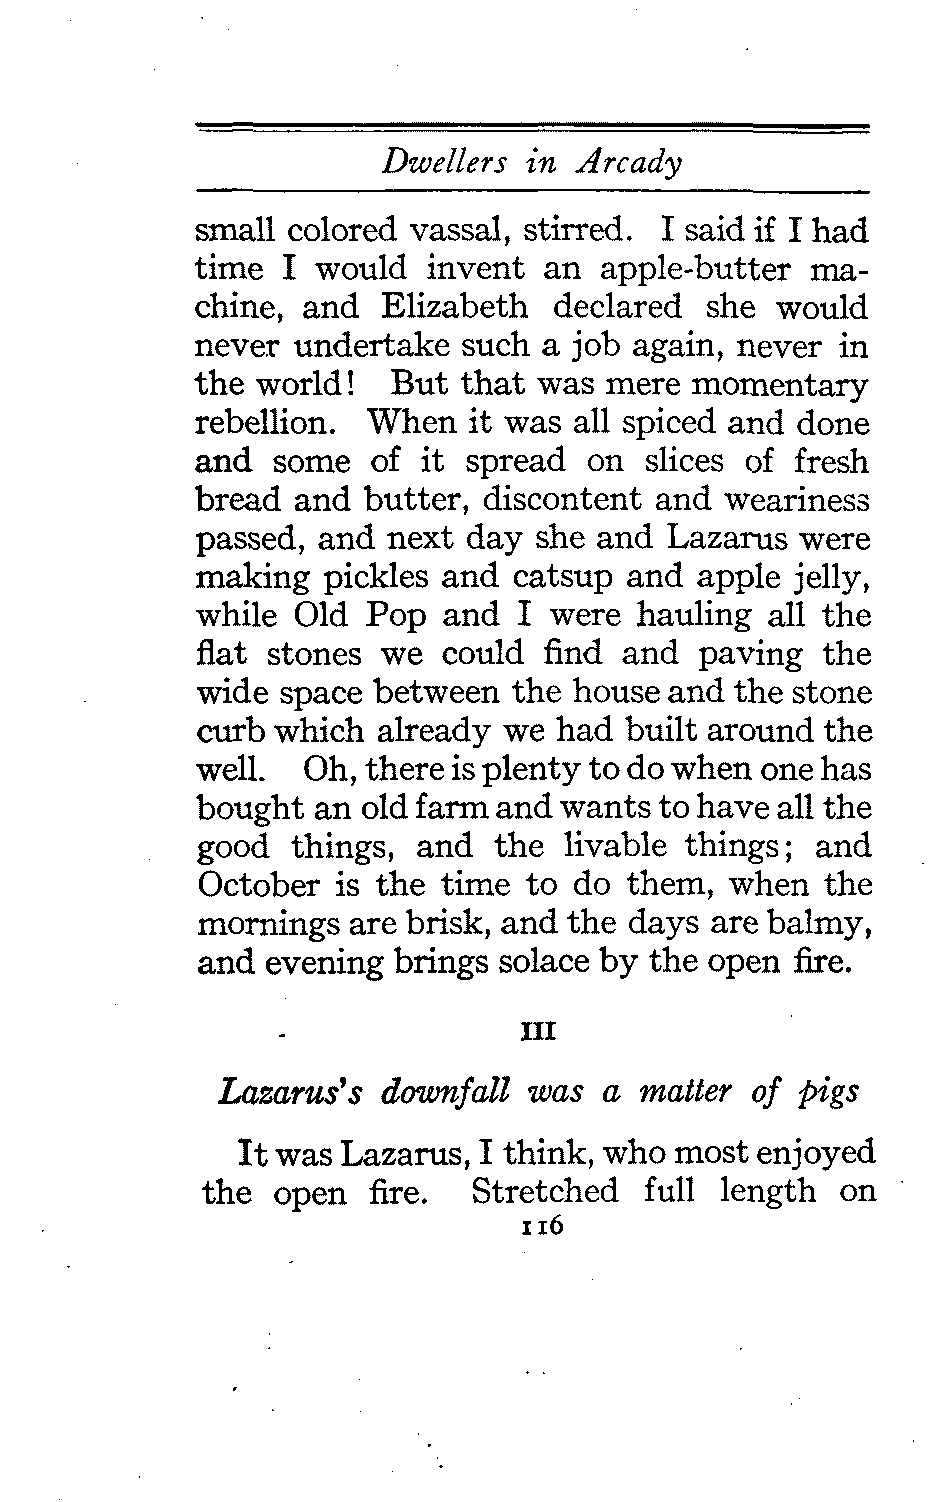 Dwellers in Arcady
small colored vassal, stirred. I said if I had
time I would invent an apple-butter ma-
chine, and Elizabeth declared she would
never undertake such a job again, never in
the world! But that was mere momentary
rebellion. When it was all spiced and done
and some of it spread on slices of fresh
bread and butter, discontent and weariness
passed, and next day she and Lazarus were
making pickles and catsup and apple jelly,
while Old Pop and I were hauling all the
flat stones we could find and paving the
wide space between the house and the stone
curb which already we had built around the
well. Oh, there is plenty to do when one has
bought an old farm and wants to have all the
good things, and the livable things; and
October is the time to do them, when the
mornings are brisk, and the days are balmy,
and evening brings solace by the open fire.
III
Lazarus's downfall was a matter of pigs
It was Lazarus, I think, who most enjoyed
the open fire. Stretched full length on
116